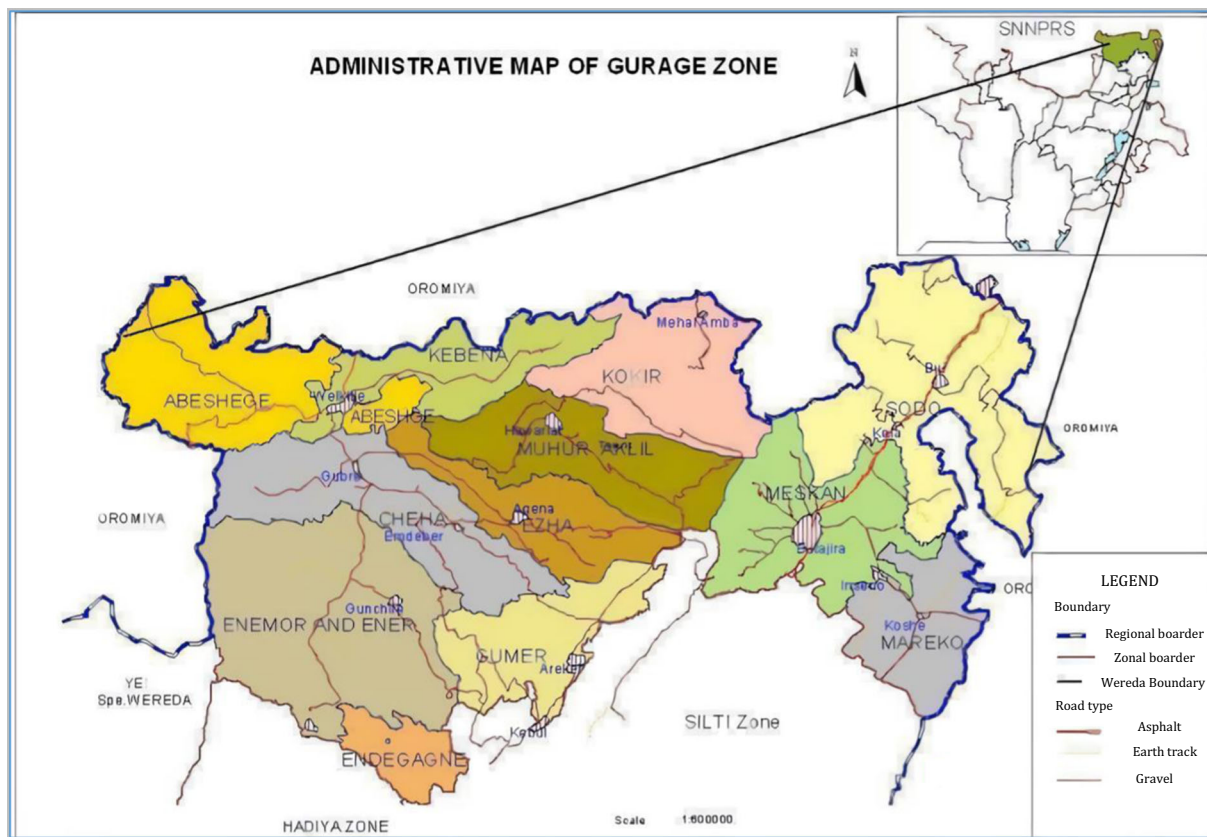 SNNPRS
ADMINISTRATIVE MAP OF GURAGE ZONE
N
OROMIYA
Mehal Amba
KEBENA
KOKIR
ABESHEGE
Welkite
ABESHGE
Bui
SODO
OROMIYA
Kela
MUHUR AKLIL
Gubre
MESKAN
OROMIYA
Agena
CHEHA
EZHA
Emdeber
Butajira
Inseno
ORO
Gunchire
ENEMOR AND ENER
Koshe
GUMER
MAREKO
Areket
YE
Spe.WEREDA
SILTI Zone
Kebul
ENDEGAGNE
Scale 1:600000
HADIYA ZONE
LEGEND
Boundary
Regional boarder
Zonal boarder
Wereda Boundary
Road type
Asphalt
Earth track
Gravel